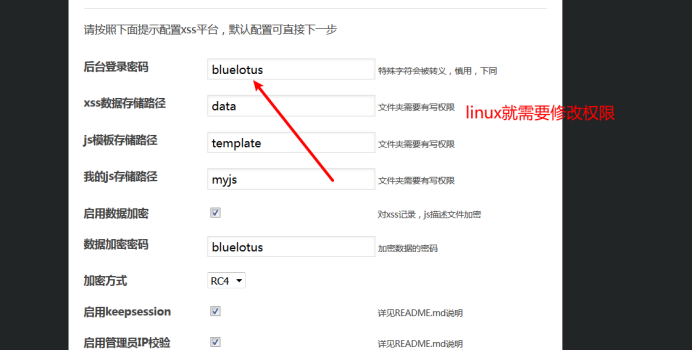 请按照下面提示配置xss平台，默认配置可直接下一步
后台登录密码 bluelotus 特殊字符会被转义，慎用，下同
xss数据存储路径 data 文件夹需要有写权限 linux就需要修改权限
js模板存储路径 template 文件夹需要有写权限
我的js存储路径 myjs 文件夹需要有写权限
启用数据加密 对xss记录，js描述文件加密
数据加密密码 bluelotus 加密数据的密码
加密方式 RC4
启用keepsession 详见README.md说明
启用管理员IP校验 详见README.md说明